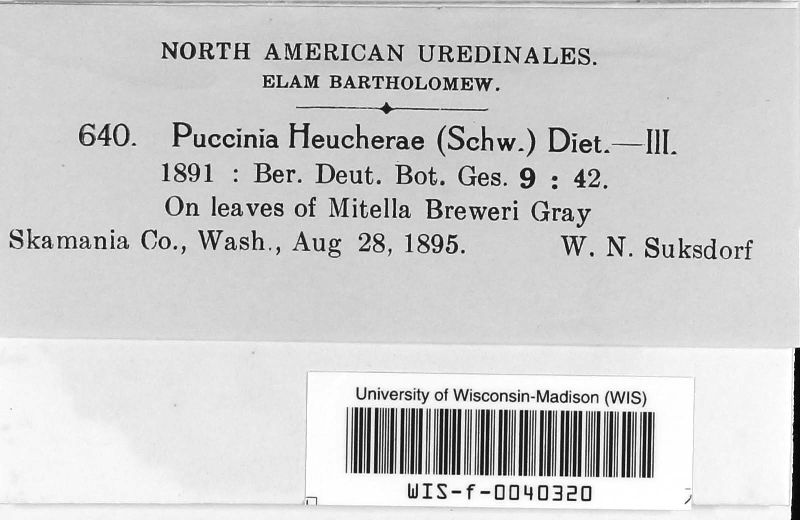 NORTH AMERICAN UREDINALES.
ELAM BARTHOLOMEW.
640. Puccinia Heucherae (Schw.) Diet.—III.
1891 : Ber. Deut. Bot. Ges. 9 : 42.
On leaves of Mitella Breweri Gray
Skamania Co., Wash., Aug 28, 1895. W. N. Suksdorf
University of Wisconsin-Madison (WIS)
WIS-f-0040320